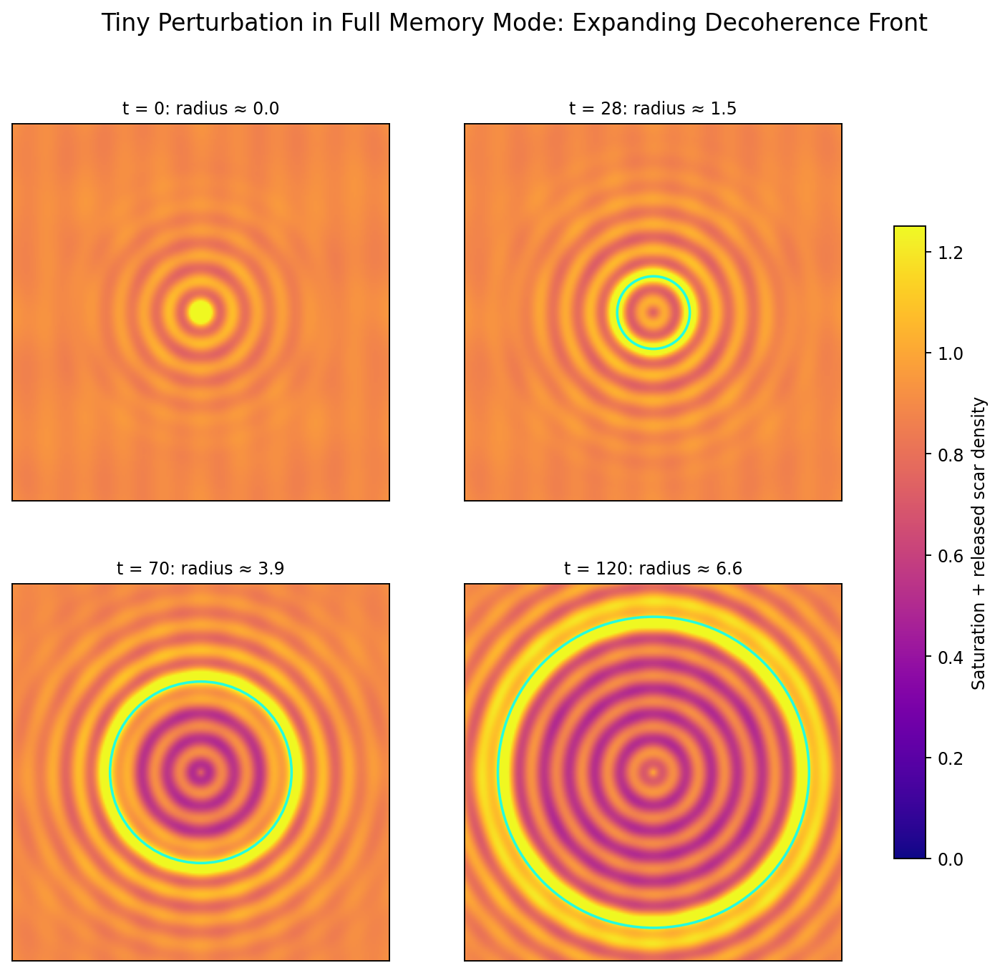 Tiny Perturbation in Full Memory Mode: Expanding Decoherence Front
t = 0: radius ≈ 0.0
t = 28: radius ≈ 1.5
t = 70: radius ≈ 3.9
t = 120: radius ≈ 6.6
1.2
1.0
0.8
0.6
0.4
0.2
0.0
Saturation + released scar density